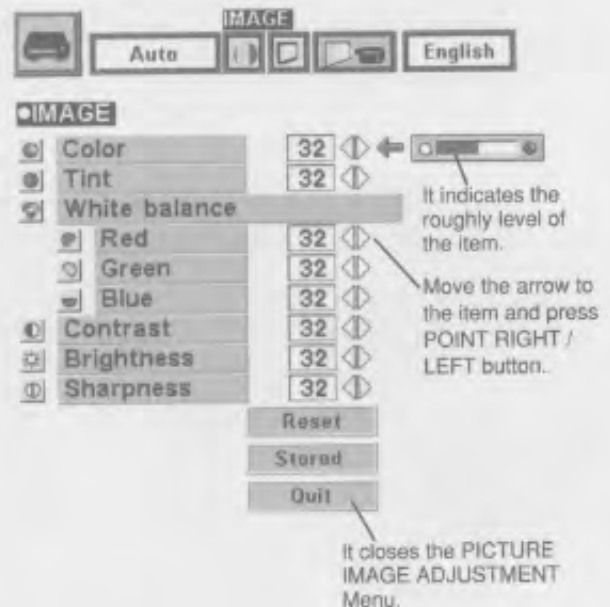 IMAGE
Auto
English
IMAGE
Color 32
Tint 32
It indicates the
roughly level of
the item.
White balance
Red 32
Green 32
Blue 32
Move the arrow to
the item and press
POINT RIGHT /
LEFT button.
Contrast 32
Brightness 32
Sharpness 32
Reset
Stored
Quit
It closes the PICTURE
IMAGE ADJUSTMENT
Menu.